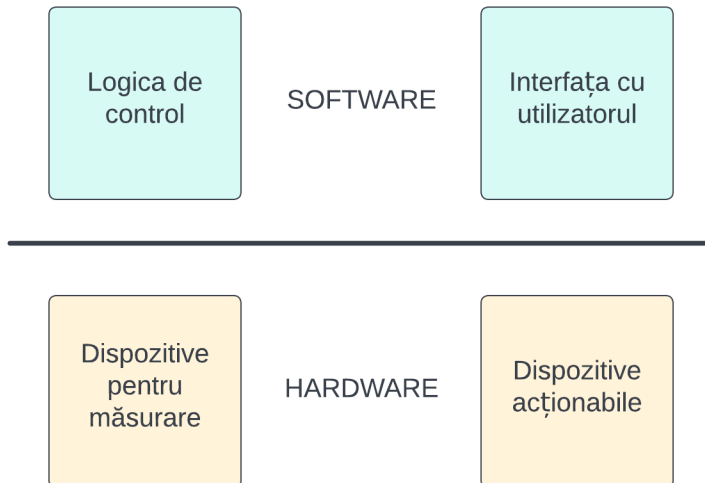 Logica de
control
SOFTWARE
Interfața cu
utilizatorul
Dispozitive
pentru
măsurare
HARDWARE
Dispozitive
acționabile